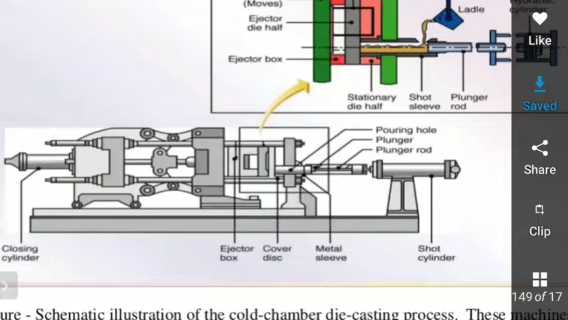 (Moves)
Ejector
die half
Ejector box
Ladle
Hydraulic
cylinder
Stationary
die half
Shot
sleeve
Plunger
rod
Pouring hole
Plunger
Plunger rod
Closing
cylinder
Ejector
box
Cover
disc
Metal
sleeve
Shot
cylinder
Like
Saved
Share
Clip
149 of 17
ure - Schematic illustration of the cold-chamber die-casting process. These machines